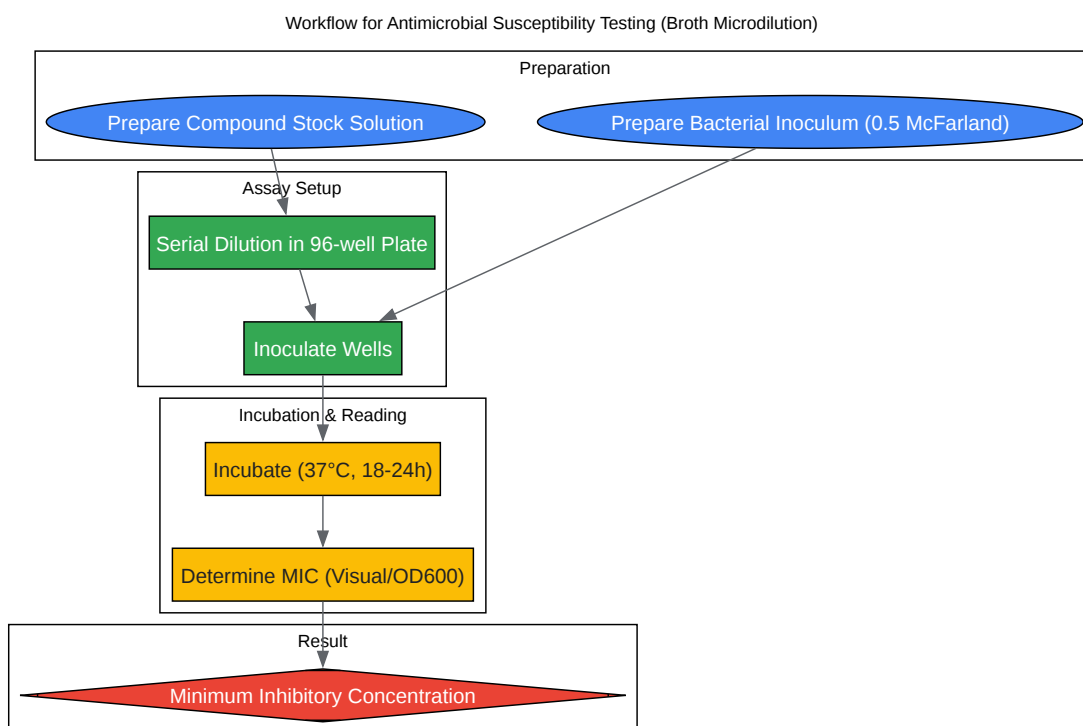 Workflow for Antimicrobial Susceptibility Testing (Broth Microdilution)
Preparation
Prepare Compound Stock Solution
Prepare Bacterial Inoculum (0.5 McFarland)
Assay Setup
Serial Dilution in 96-well Plate
Inoculate Wells
Incubation & Reading
Incubate (37°C, 18-24h)
Determine MIC (Visual/OD600)
Result
Minimum Inhibitory Concentration